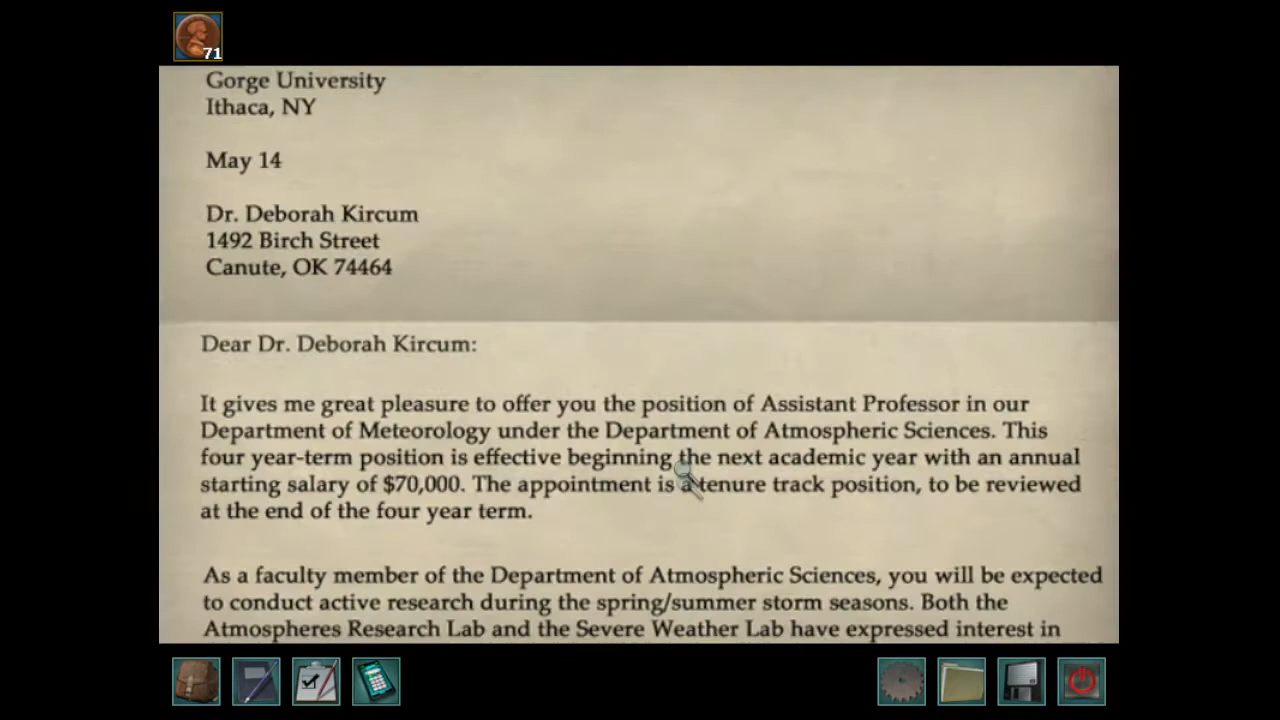 71
Gorge University
Ithaca, NY
May 14
Dr. Deborah Kircum
1492 Birch Street
Canute, OK 74464
Dear Dr. Deborah Kircum:
It gives me great pleasure to offer you the position of Assistant Professor in our
Department of Meteorology under the Department of Atmospheric Sciences. This
four year-term position is effective beginning the next academic year with an annual
starting salary of $70,000. The appointment is a tenure track position, to be reviewed
at the end of the four year term.
As a faculty member of the Department of Atmospheric Sciences, you will be expected
to conduct active research during the spring/summer storm seasons. Both the
Atmospheres Research Lab and the Severe Weather Lab have expressed interest in